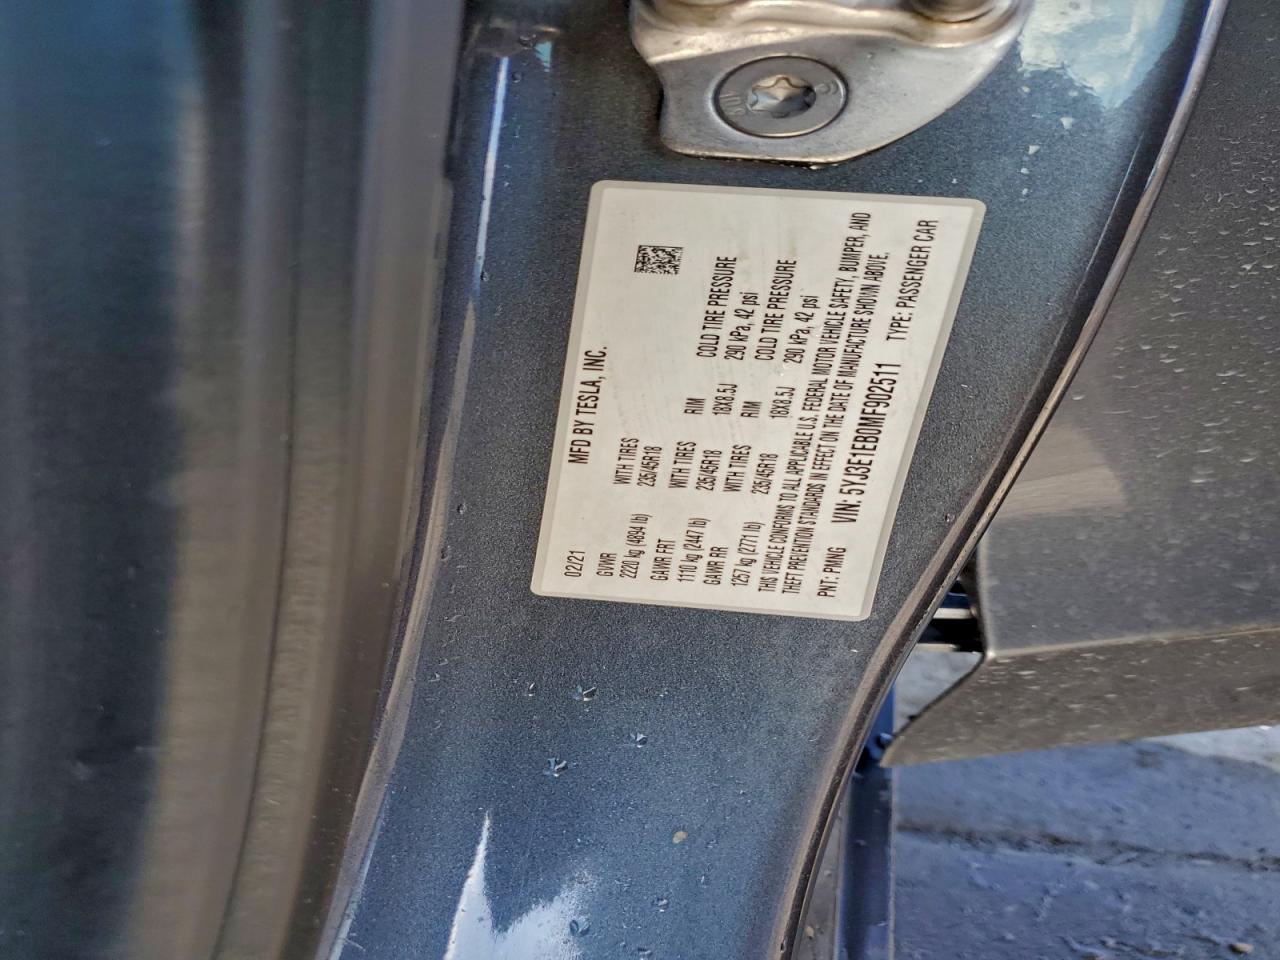 MFD BY TESLA, INC.
02/21
GVWR
2220 kg (4894 lb)
WITH TIRES
235/45R18
GAWR FRT
1110 kg (2447 lb)
WITH TIRES
235/45R18
RIM
18X8.5J
COLD TIRE PRESSURE
290 kPa, 42 psi
GAWR RR
1257 kg (2771 lb)
WITH TIRES
235/45R18
RIM
18X8.5J
COLD TIRE PRESSURE
290 kPa, 42 psi
THIS VEHICLE CONFORMS TO ALL APPLICABLE U.S. FEDERAL MOTOR VEHICLE SAFETY, BUMPER, AND
THEFT PREVENTION STANDARDS IN EFFECT ON THE DATE OF MANUFACTURE SHOWN ABOVE.
PNT: PMNG VIN: 5YJ3E1EB0MF902511 TYPE: PASSENGER CAR